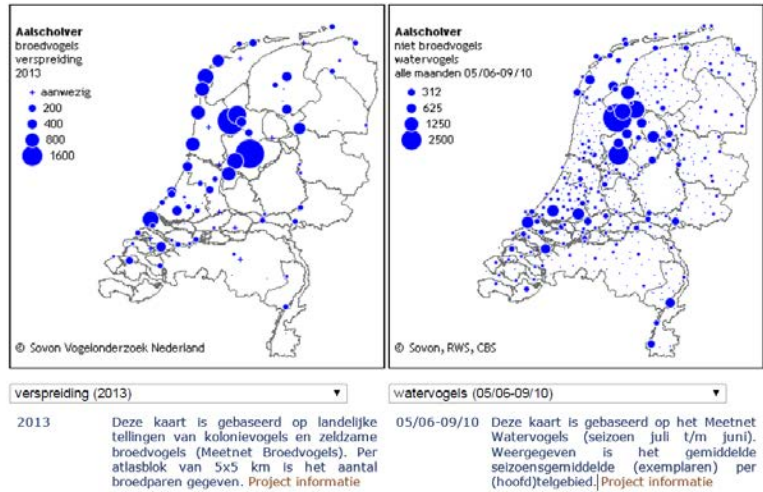 Aalscholver
broedvogels
verspreiding
2013
aanwezig
200
400
800
1600
© Sovon Vogelonderzoek Nederland
Aalscholver
niet broedvogels
watervogels
alle maanden 05/06-09/10
312
625
1250
2500
© Sovon, RWS, CBS
verspreiding (2013)
watervogels (05/06-09/10)
2013
Deze kaart is gebaseerd op landelijke
tellingen van kolonievogels en zeldzame
broedvogels (Meetnet Broedvogels). Per
atlasblok van 5x5 km is het aantal
broedparen gegeven. Project informatie
05/06-09/10
Deze kaart is gebaseerd op het Meetnet
Watervogels (seizoen juli t/m juni).
Weergegeven is het gemiddelde
seizoensgemiddelde (exemplaren) per
(hoofd)telgebied. Project informatie